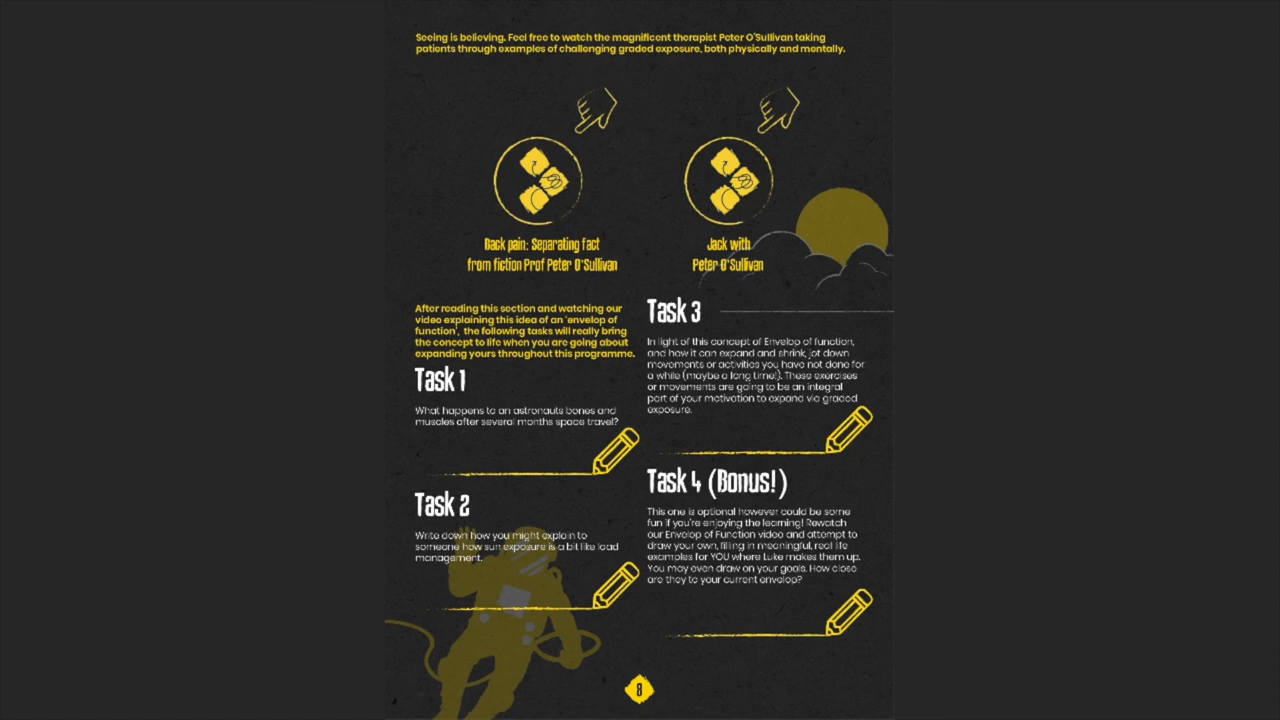 Seeing is believing. Feel free to watch the magnificent therapist Peter O'Sullivan taking
patients through examples of challenging graded exposure, both physically and mentally.
Back pain: Separating fact
from fiction Prof Peter O'Sullivan
Jack with
Peter O'Sullivan
After reading this section and watching our
video explaining this idea of an 'envelop of
function', the following tasks will really bring
the concept to life when you are going about
expanding yours throughout this programme.
Task 1
What happens to an astronauts bones and
muscles after several months space travel?
Task 2
Write down how you might explain to
someone how sun exposure is a bit like load
management.
Task 3
In light of this concept of Envelop of function,
and how it can expand and shrink, jot down
movements or activities you have not done for
a while (maybe a long time!). These exercises
or movements are going to be an integral
part of your motivation to expand via graded
exposure.
Task 4 (Bonus!)
This one is optional however could be some
fun if you're enjoying the learning! Rewatch
our Envelop of Function video and attempt to
draw your own, filling in meaningful, real life
examples for YOU where Luke makes them up.
You may even draw on your goals. How close
are they to your current envelop?
8